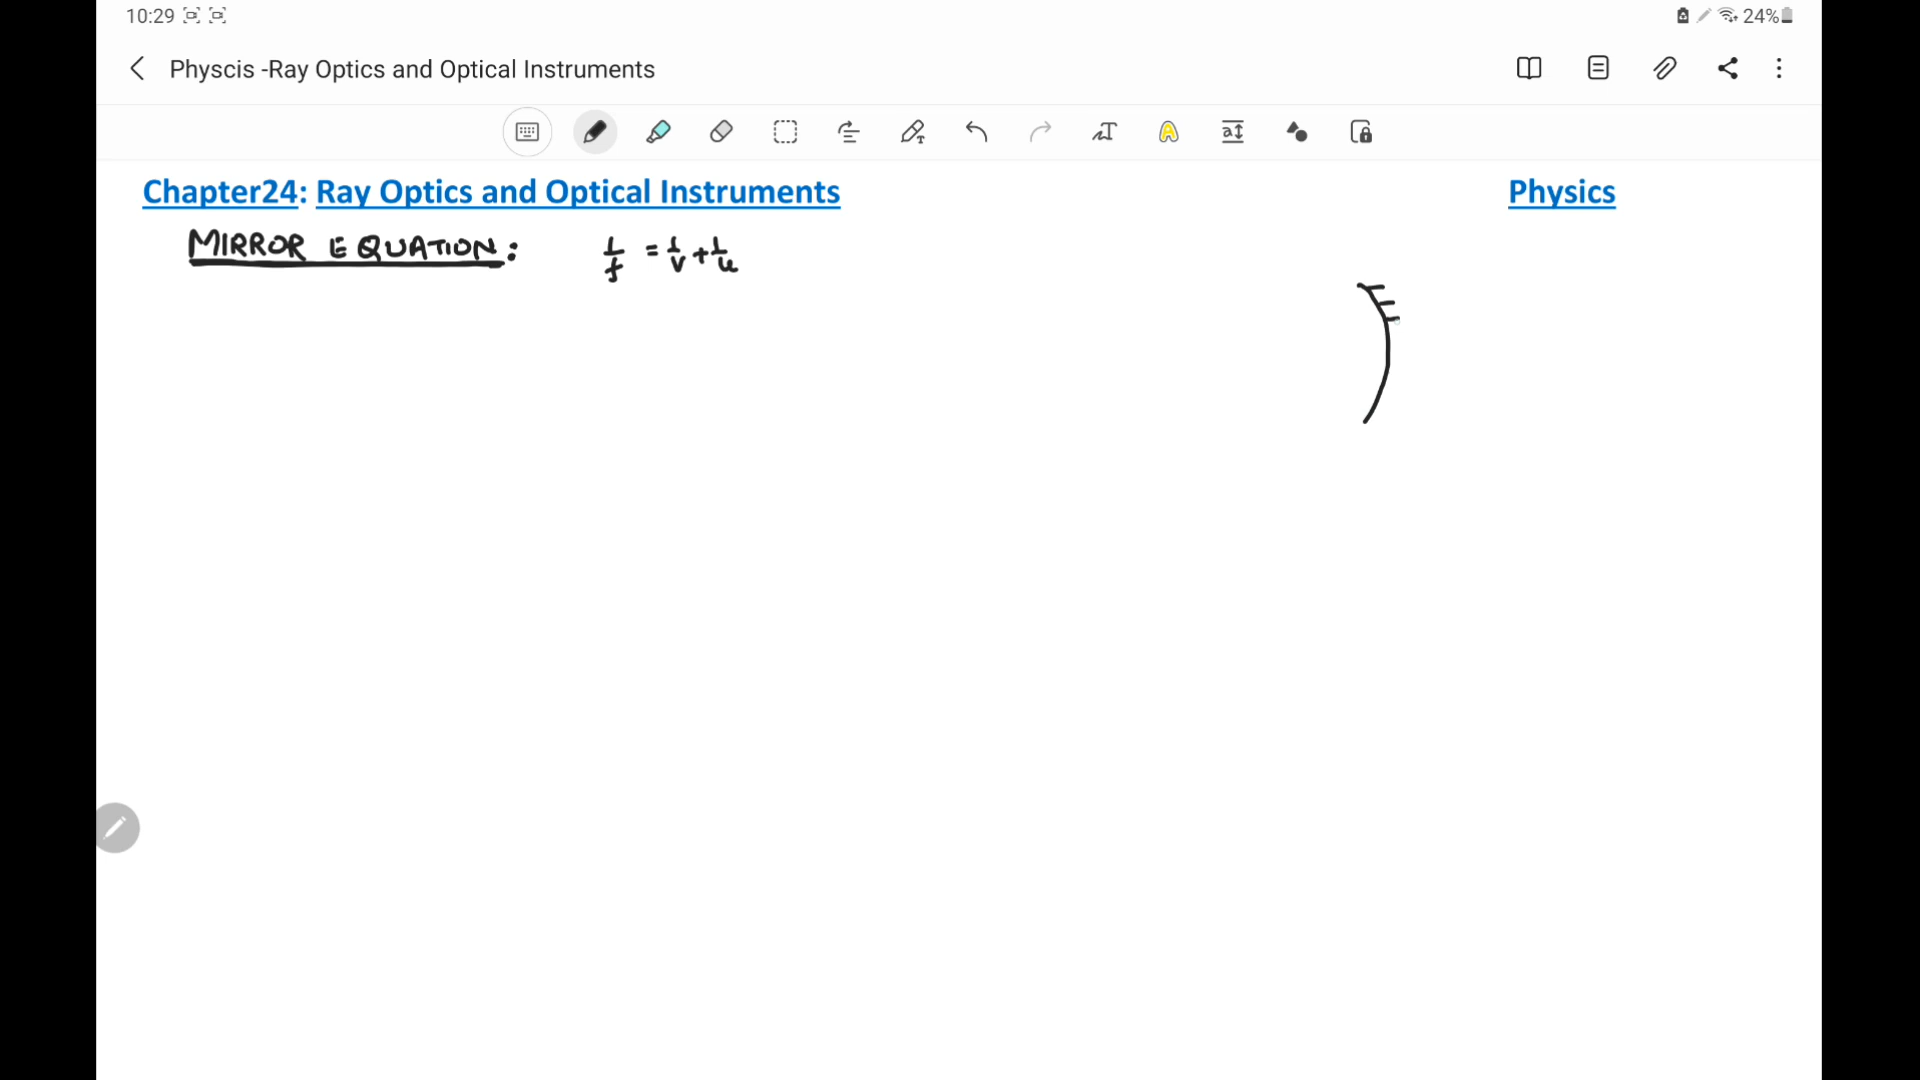 10:29 24%
Physcis -Ray Optics and Optical Instruments
Chapter24: Ray Optics and Optical Instruments Physics
MIRROR EQUATION: 1/f = 1/v + 1/u